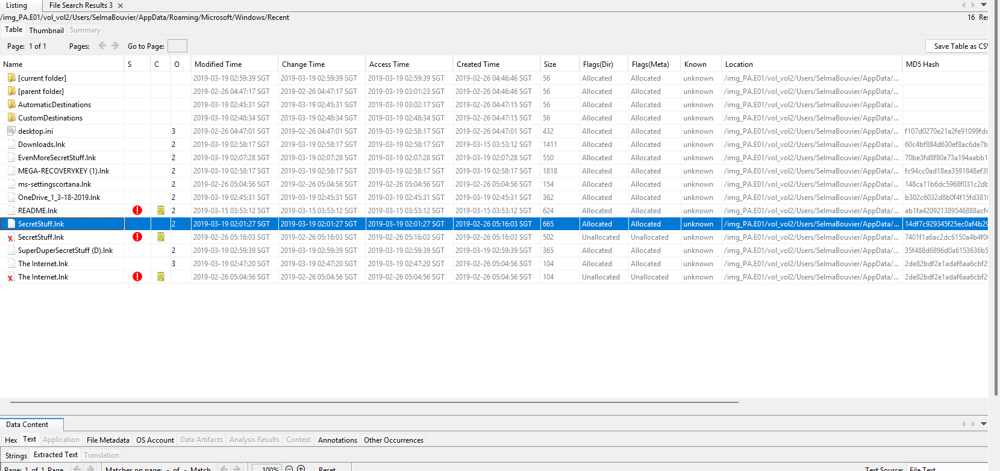 Listing File Search Results 3 ×
/img_PA.E01/vol_vol2/Users/SelmaBouvier/AppData/Roaming/Microsoft/Windows/Recent 16 Res
Table Thumbnail Summary
Page: 1 of 1 Pages: Go to Page: Save Table as CSV
Name S C O Modified Time Change Time Access Time Created Time Size Flags(Dir) Flags(Meta) Known Location MD5 Hash
[current folder] 2019-03-19 02:59:39 SGT 2019-03-19 02:59:39 SGT 2019-03-19 02:59:39 SGT 2019-02-26 04:46:46 SGT 56 Allocated Allocated unknown /img_PA.E01/vol_vol2/Users/SelmaBouvier/AppData/...
[parent folder] 2019-02-26 04:47:17 SGT 2019-02-26 04:47:17 SGT 2019-03-19 03:01:23 SGT 2019-02-26 04:46:46 SGT 56 Allocated Allocated unknown /img_PA.E01/vol_vol2/Users/SelmaBouvier/AppData/...
AutomaticDestinations 2019-03-19 02:45:31 SGT 2019-03-19 02:45:31 SGT 2019-03-19 03:02:17 SGT 2019-02-26 04:47:15 SGT 56 Allocated Allocated unknown /img_PA.E01/vol_vol2/Users/SelmaBouvier/AppData/...
CustomDestinations 2019-03-19 02:48:34 SGT 2019-03-19 02:48:34 SGT 2019-03-19 02:48:34 SGT 2019-02-26 04:47:15 SGT 56 Allocated Allocated unknown /img_PA.E01/vol_vol2/Users/SelmaBouvier/AppData/...
desktop.ini 3 2019-02-26 04:47:01 SGT 2019-02-26 04:47:01 SGT 2019-03-19 02:58:17 SGT 2019-02-26 04:47:01 SGT 432 Allocated Allocated unknown /img_PA.E01/vol_vol2/Users/SelmaBouvier/AppData/... f107d0270e21a2fe91099fdc
Downloads.lnk 2 2019-03-19 02:58:17 SGT 2019-03-19 02:58:17 SGT 2019-03-19 02:58:17 SGT 2019-03-15 03:53:12 SGT 1411 Allocated Allocated unknown /img_PA.E01/vol_vol2/Users/SelmaBouvier/AppData/... 60c4bf884d630ef8ac6de7b
EvenMoreSecretStuff.lnk 2 2019-03-19 02:07:28 SGT 2019-03-19 02:07:28 SGT 2019-03-19 02:07:28 SGT 2019-03-19 02:07:28 SGT 550 Allocated Allocated unknown /img_PA.E01/vol_vol2/Users/SelmaBouvier/AppData/... 70be3fd8f80e73a194aabb1
MEGA-RECOVERYKEY (1).lnk 2 2019-03-19 02:58:17 SGT 2019-03-19 02:58:17 SGT 2019-03-19 02:58:17 SGT 2019-03-19 02:58:17 SGT 1818 Allocated Allocated unknown /img_PA.E01/vol_vol2/Users/SelmaBouvier/AppData/... fc94cc0ad18ea3591848ef39
ms-settingscortana.lnk 2 2019-02-26 05:04:56 SGT 2019-02-26 05:04:56 SGT 2019-02-26 05:04:56 SGT 2019-02-26 05:04:56 SGT 154 Allocated Allocated unknown /img_PA.E01/vol_vol2/Users/SelmaBouvier/AppData/... 148ca11b6dc5968f031c2db
OneDrive_1_3-18-2019.lnk 2 2019-03-19 02:45:31 SGT 2019-03-19 02:45:31 SGT 2019-03-19 02:45:31 SGT 2019-03-19 02:45:31 SGT 362 Allocated Allocated unknown /img_PA.E01/vol_vol2/Users/SelmaBouvier/AppData/... b302c6032d8b0f4f15fd3816
README.lnk 2 2019-03-15 03:53:12 SGT 2019-03-15 03:53:12 SGT 2019-03-15 03:53:12 SGT 2019-03-15 03:53:12 SGT 624 Allocated Allocated unknown /img_PA.E01/vol_vol2/Users/SelmaBouvier/AppData/... ab1fa420921389546888acf4
SecretStuff.lnk 2 2019-03-19 02:01:27 SGT 2019-03-19 02:01:27 SGT 2019-03-19 02:01:27 SGT 2019-02-26 05:16:03 SGT 665 Allocated Allocated unknown /img_PA.E01/vol_vol2/Users/SelmaBouvier/AppData/... 14df7c929345f25ec0af4b29
SecretStuff.lnk 2019-02-26 05:16:03 SGT 2019-02-26 05:16:03 SGT 2019-02-26 05:16:03 SGT 2019-02-26 05:16:03 SGT 502 Unallocated Unallocated unknown /img_PA.E01/vol_vol2/Users/SelmaBouvier/AppData/... 7401f1a6ac2dc6150a4b4f0
SuperDuperSecretStuff (D).lnk 2 2019-03-19 02:59:39 SGT 2019-03-19 02:59:39 SGT 2019-03-19 02:59:39 SGT 2019-03-19 02:59:39 SGT 365 Allocated Allocated unknown /img_PA.E01/vol_vol2/Users/SelmaBouvier/AppData/... 35f488d6896d0a6153636b5
The Internet.lnk 3 2019-03-19 02:47:20 SGT 2019-03-19 02:47:20 SGT 2019-03-19 02:47:20 SGT 2019-02-26 05:04:56 SGT 104 Allocated Allocated unknown /img_PA.E01/vol_vol2/Users/SelmaBouvier/AppData/... 2de82bdf2e1adaf6aa6cbf2
The Internet.lnk 2019-02-26 05:04:56 SGT 2019-02-26 05:04:56 SGT 2019-02-26 05:04:56 SGT 2019-02-26 05:04:56 SGT 104 Unallocated Unallocated unknown /img_PA.E01/vol_vol2/Users/SelmaBouvier/AppData/... 2de82bdf2e1adaf6aa6cbf2
Data Content
Hex Text Application File Metadata OS Account Data Artifacts Analysis Results Context Annotations Other Occurrences
Strings Extracted Text Translation
Page: 1 of 1 Page Matches on page: - of - Match 100% Reset Text Source: File Text